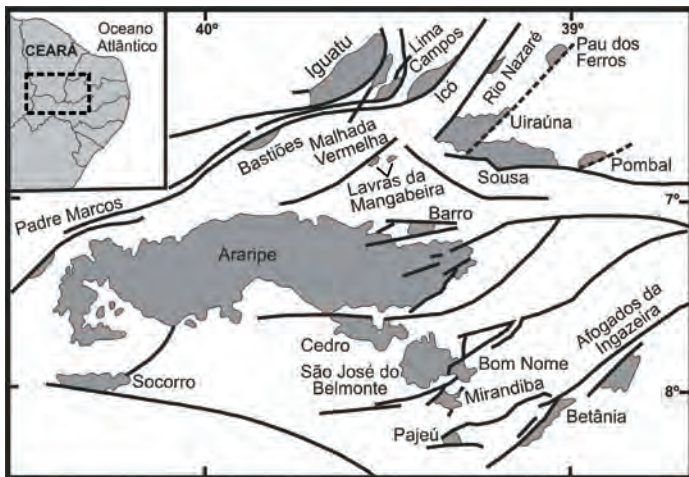 40º
39º
Oceano
Atlântico
CEARÁ
Iguatu
Lima
Campos
Icó
Rio Nazaré
Pau dos
Ferros
Uiraúna
Bastiões
Malhada
Vermelha
Pombal
Sousa
Lavras da
Mangabeira
Padre Marcos
Barro
7º
Araripe
Cedro
São José do
Belmonte
Bom Nome
Afogados da
Ingazeira
Socorro
Mirandiba
Betânia
8º
Pajeú